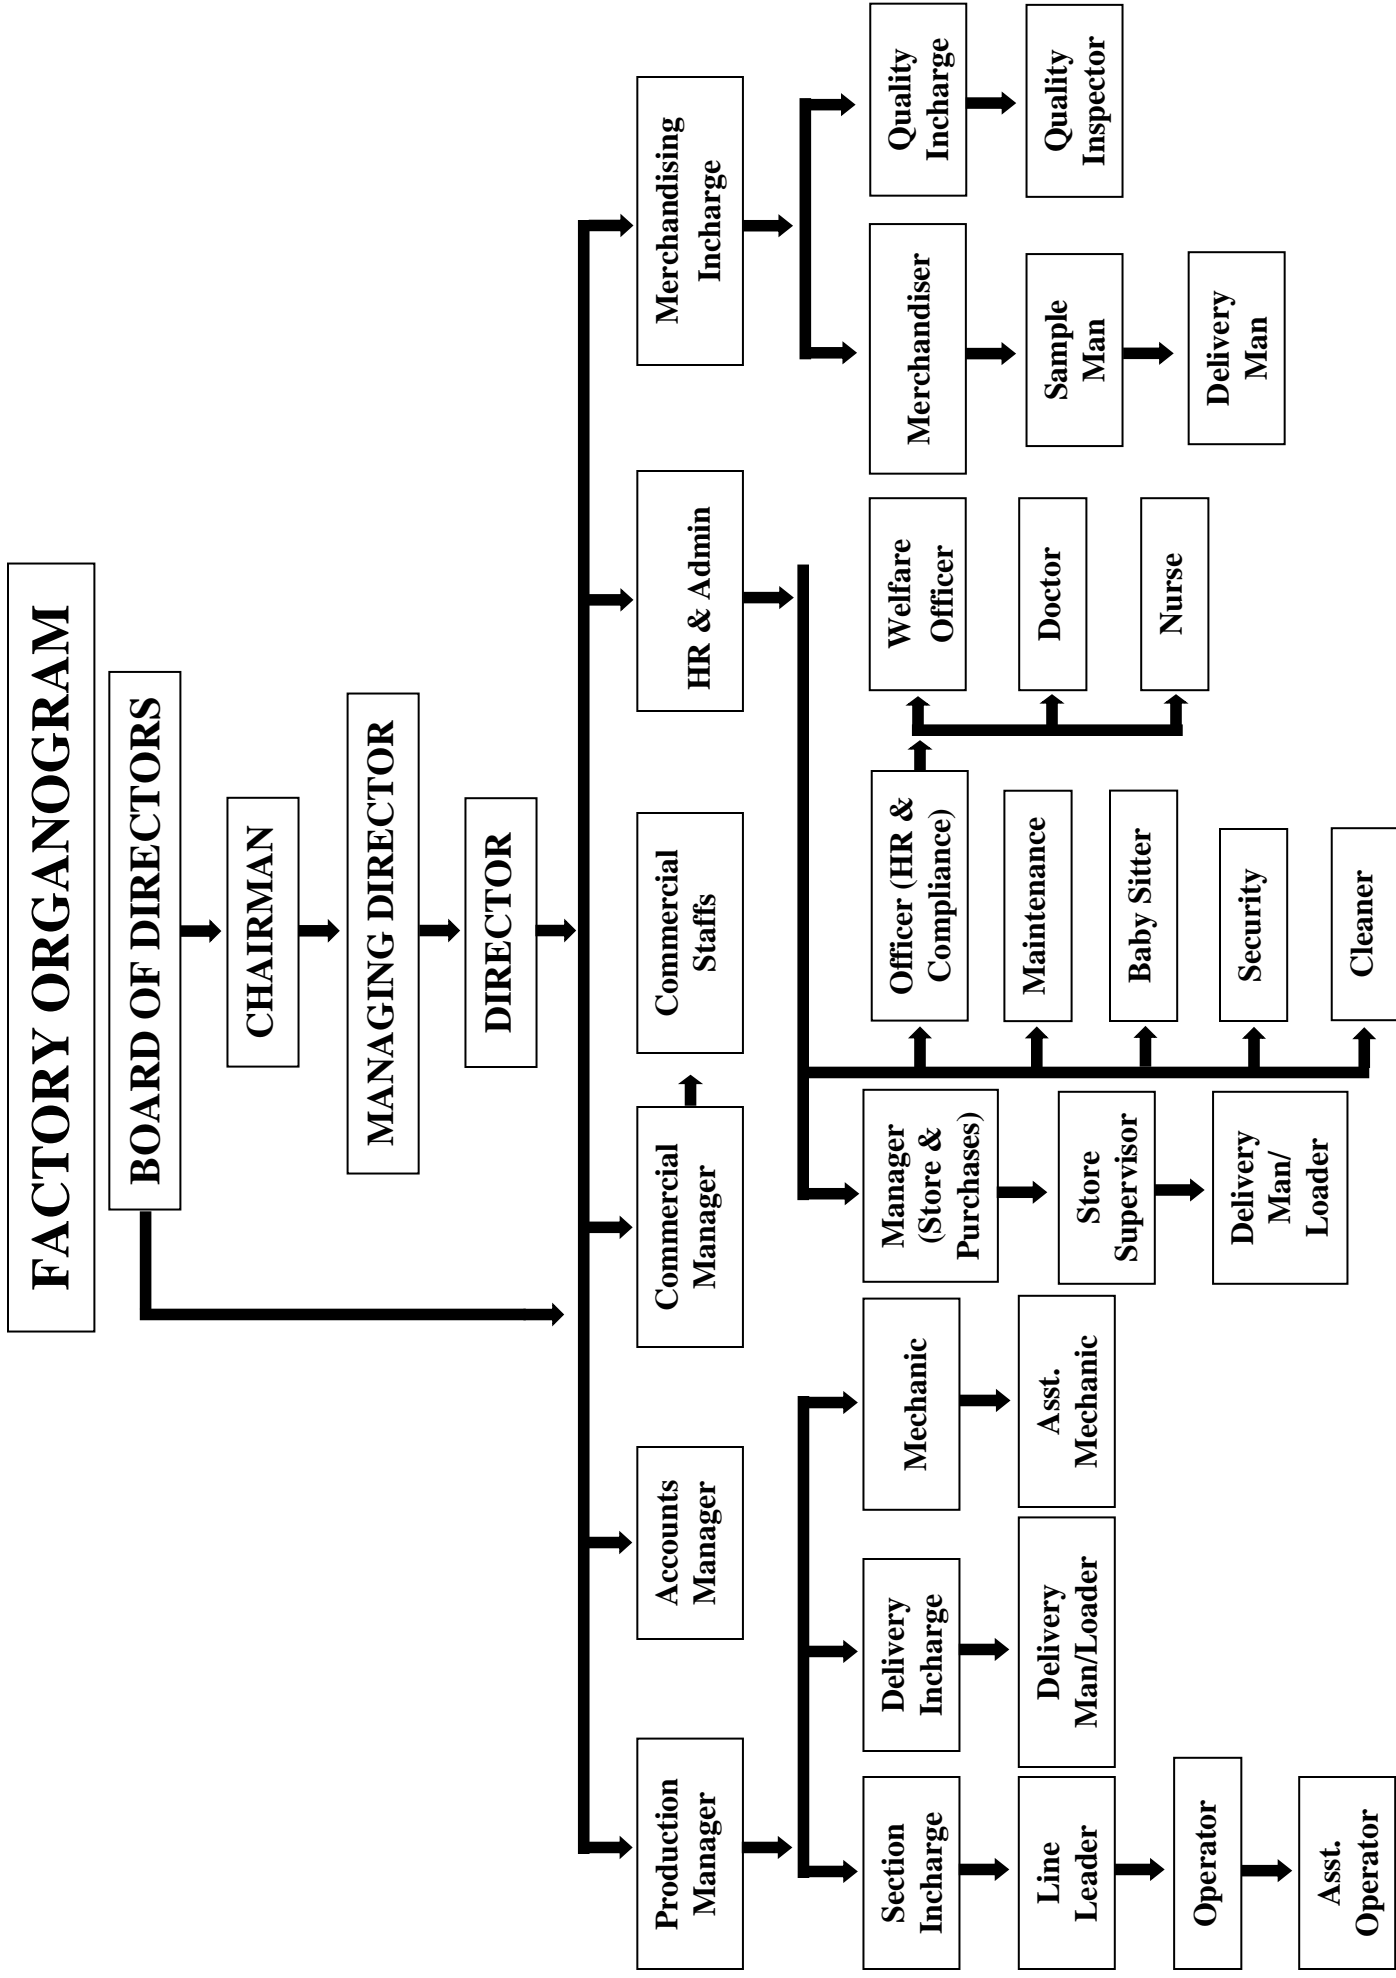 FACTORY ORGANOGRAM
BOARD OF DIRECTORS
CHAIRMAN
MANAGING DIRECTOR
DIRECTOR
Production
Manager
Accounts
Manager
Commercial
Manager
Commercial
Staffs
HR & Admin
Merchandising
Incharge
Section
Incharge
Line
Leader
Operator
Asst.
Operator
Delivery
Incharge
Delivery
Man/Loader
Mechanic
Asst.
Mechanic
Manager
(Store &
Purchases)
Store
Supervisor
Delivery
Man/
Loader
Officer (HR &
Compliance)
Maintenance
Baby Sitter
Security
Cleaner
Welfare
Officer
Doctor
Nurse
Merchandiser
Sample
Man
Delivery
Man
Quality
Incharge
Quality
Inspector